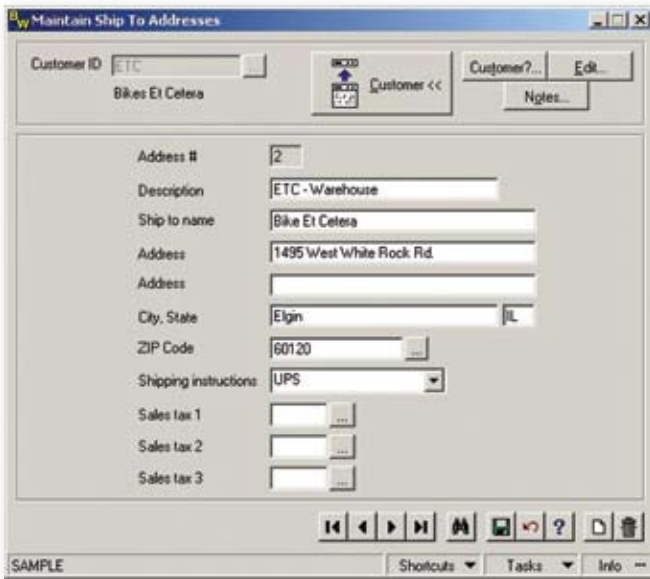 BW Maintain Ship To Addresses
Customer ID ETC ...
Bikes Et Cetera
Customer <<
Customer?... Edit...
Notes...
Address # 2
Description ETC - Warehouse
Ship to name Bike Et Cetera
Address 1495 West White Rock Rd.
Address
City, State Elgin IL
ZIP Code 60120 ...
Shipping instructions UPS
Sales tax 1 ...
Sales tax 2 ...
Sales tax 3 ...
SAMPLE Shortcuts Tasks Info